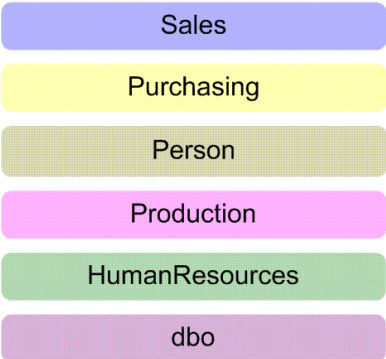 Sales
Purchasing
Person
Production
HumanResources
dbo